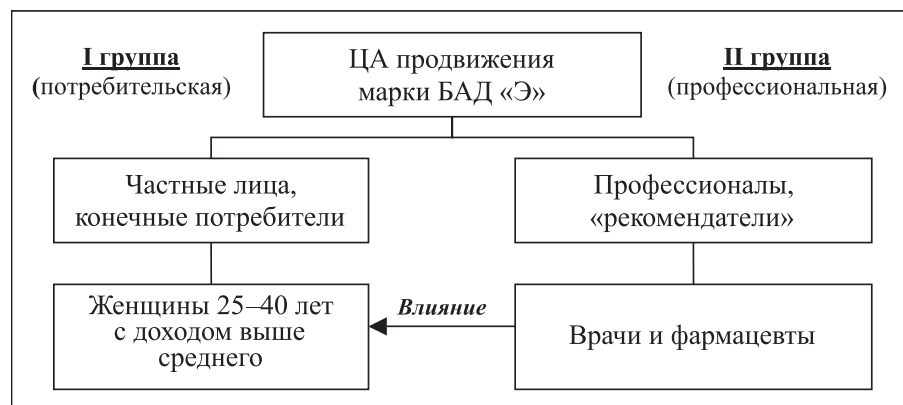 I группа
(потребительская)
ЦА продвижения
марки БАД «Э»
II группа
(профессиональная)
Частные лица,
конечные потребители
Профессионалы,
«рекомендатели»
Женщины 25–40 лет
с доходом выше
среднего
Влияние
Врачи и фармацевты